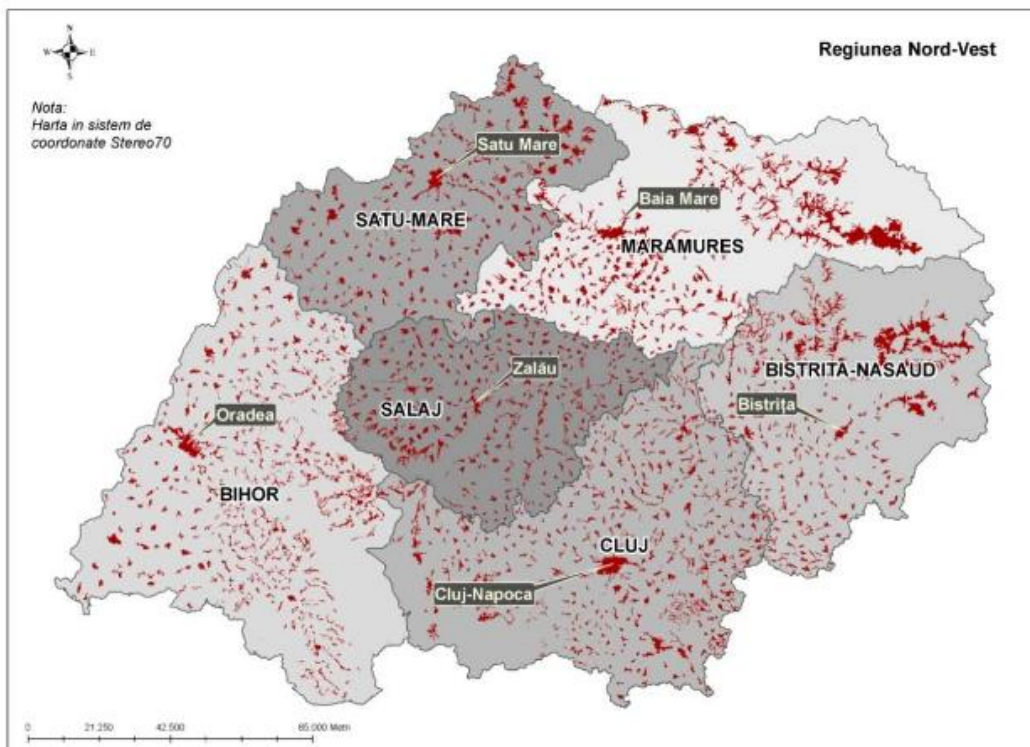 N
W E
S
Regiunea Nord-Vest
Nota:
Harta in sistem de
coordonate Stereo70
Satu Mare
SATU-MARE
Baia Mare
MARAMURES
Zalău
SALAJ
BISTRITA-NASAUD
Bistrița
Oradea
BIHOR
CLUJ
Cluj-Napoca
0 21.250 42.500 85.000 Metri